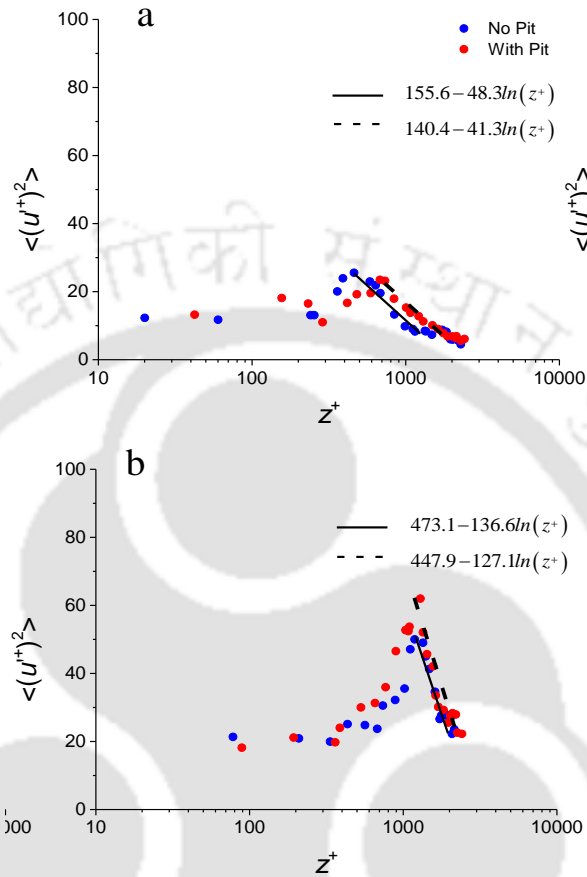 a
No Pit
With Pit
155.6−48.3ln(z⁺)
140.4−41.3ln(z⁺)
100
80
60
40
20
0
<(u'⁺)²>
10
100
1000
10000
z⁺
<(u'⁺)²>
b
473.1−136.6ln(z⁺)
447.9−127.1ln(z⁺)
100
80
60
40
20
0
<(u'⁺)²>
000
10
100
1000
10000
z⁺